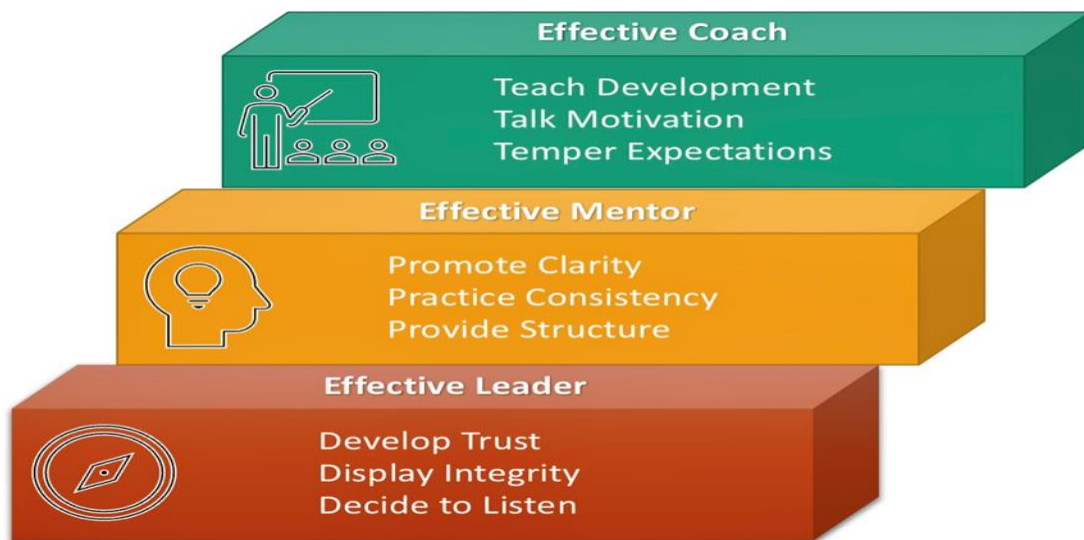 Effective Coach
Teach Development
Talk Motivation
Temper Expectations
Effective Mentor
Promote Clarity
Practice Consistency
Provide Structure
Effective Leader
Develop Trust
Display Integrity
Decide to Listen